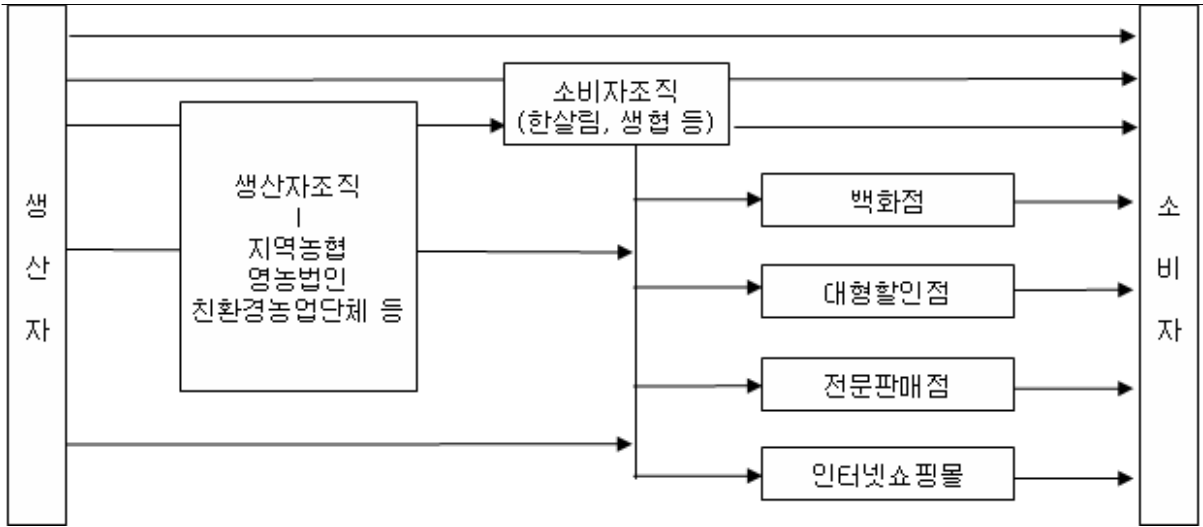 생
산
자
생산자조직
|
지역농협
영농법인
친환경농업단체 등
소비자조직
(한살림, 생협 등)
백화점
대형할인점
전문판매점
인터넷쇼핑몰
소
비
자